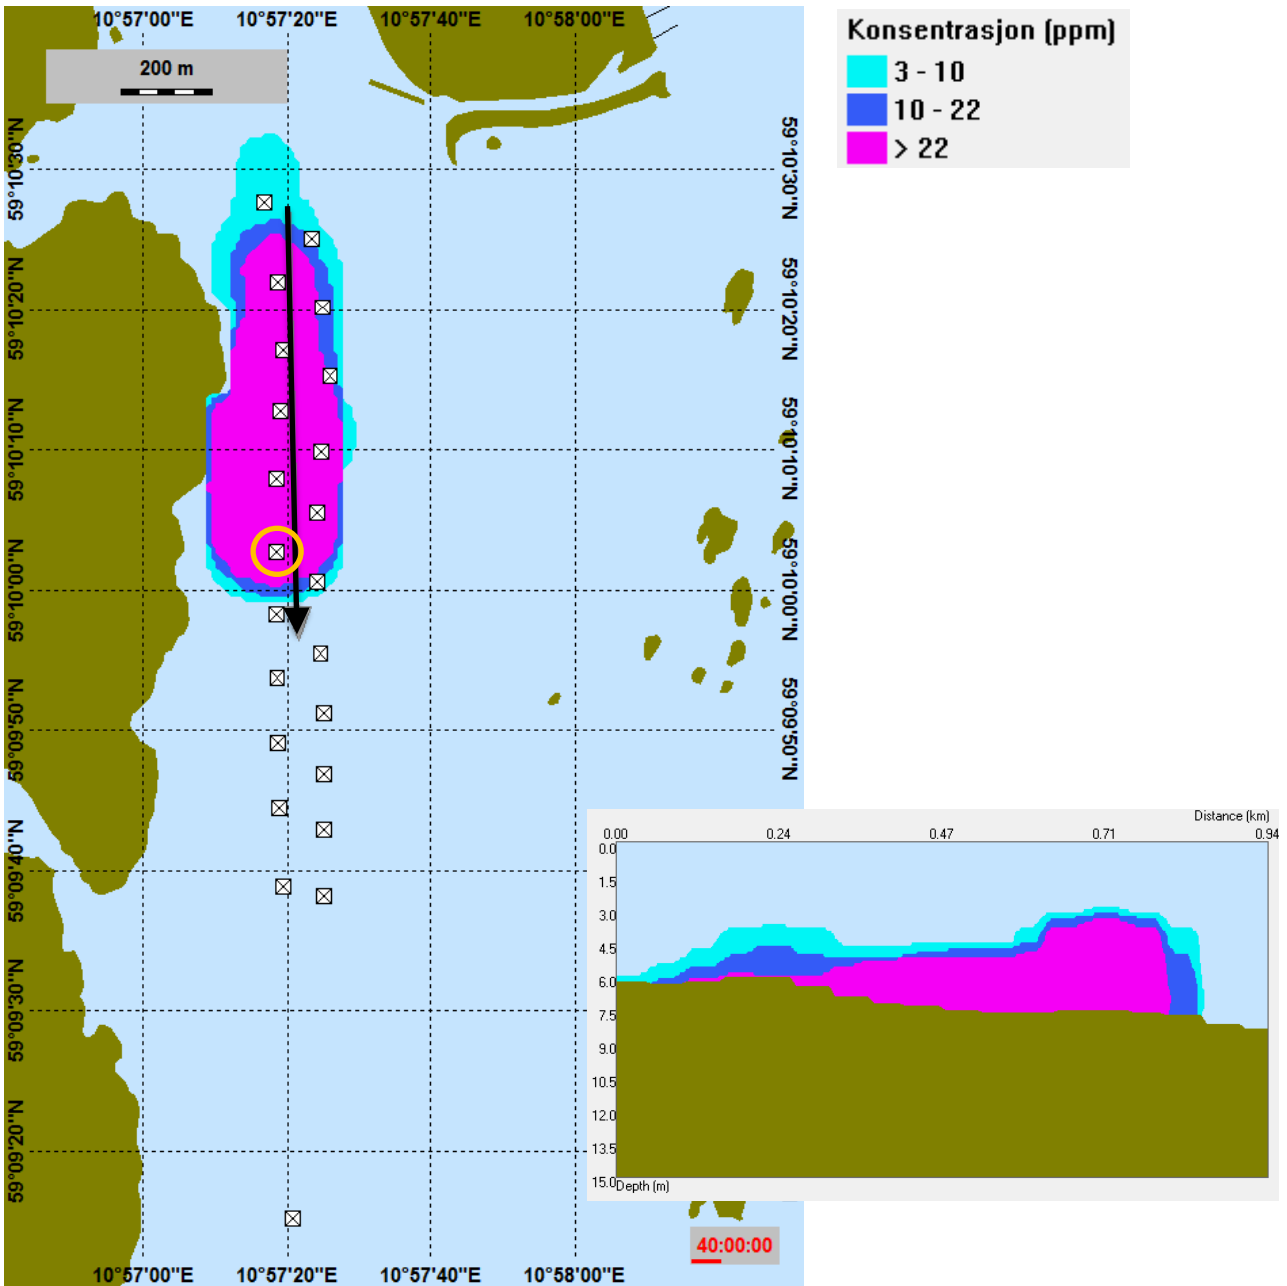 10°57'00"E 10°57'20"E 10°57'40"E 10°58'00"E
200 m
Konsentrasjon (ppm)
3 - 10
10 - 22
> 22
59°10'30"N 59°10'30"N
59°10'20"N 59°10'20"N
59°10'10"N 59°10'10"N
59°10'00"N 59°10'00"N
59°09'50"N 59°09'50"N
59°09'40"N
59°09'30"N
59°09'20"N
Distance (km)
0.00 0.24 0.47 0.71 0.94
0.0
1.5
3.0
4.5
6.0
7.5
9.0
10.5
12.0
13.5
15.0
Depth (m)
40:00:00
10°57'00"E 10°57'20"E 10°57'40"E 10°58'00"E